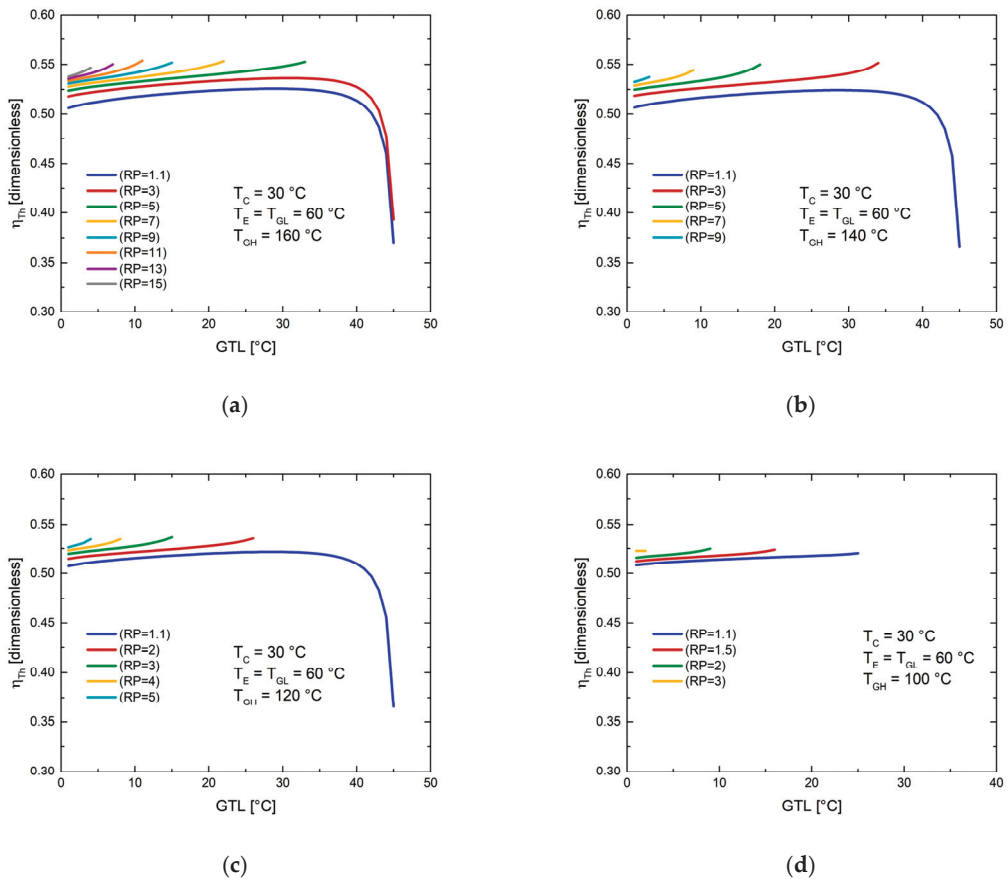 0.60
0.55
0.50
0.45
0.40
0.35
0.30
η_Th [dimensionless]
(RP=1.1)
(RP=3)
(RP=5)
(RP=7)
(RP=9)
(RP=11)
(RP=13)
(RP=15)
T_C = 30 °C
T_E = T_GL = 60 °C
T_GH = 160 °C
0 10 20 30 40 50
GTL [°C]
(a)
0.60
0.55
0.50
0.45
0.40
0.35
0.30
η_Th [dimensionless]
(RP=1.1)
(RP=3)
(RP=5)
(RP=7)
(RP=9)
T_C = 30 °C
T_E = T_GL = 60 °C
T_GH = 140 °C
0 10 20 30 40 50
GTL [°C]
(b)
0.60
0.55
0.50
0.45
0.40
0.35
0.30
η_Th [dimensionless]
(RP=1.1)
(RP=2)
(RP=3)
(RP=4)
(RP=5)
T_C = 30 °C
T_E = T_GL = 60 °C
T_GH = 120 °C
0 10 20 30 40 50
GTL [°C]
(c)
0.60
0.55
0.50
0.45
0.40
0.35
0.30
η_Th [dimensionless]
(RP=1.1)
(RP=1.5)
(RP=2)
(RP=3)
T_C = 30 °C
T_E = T_GL = 60 °C
T_GH = 100 °C
0 10 20 30 40
GTL [°C]
(d)